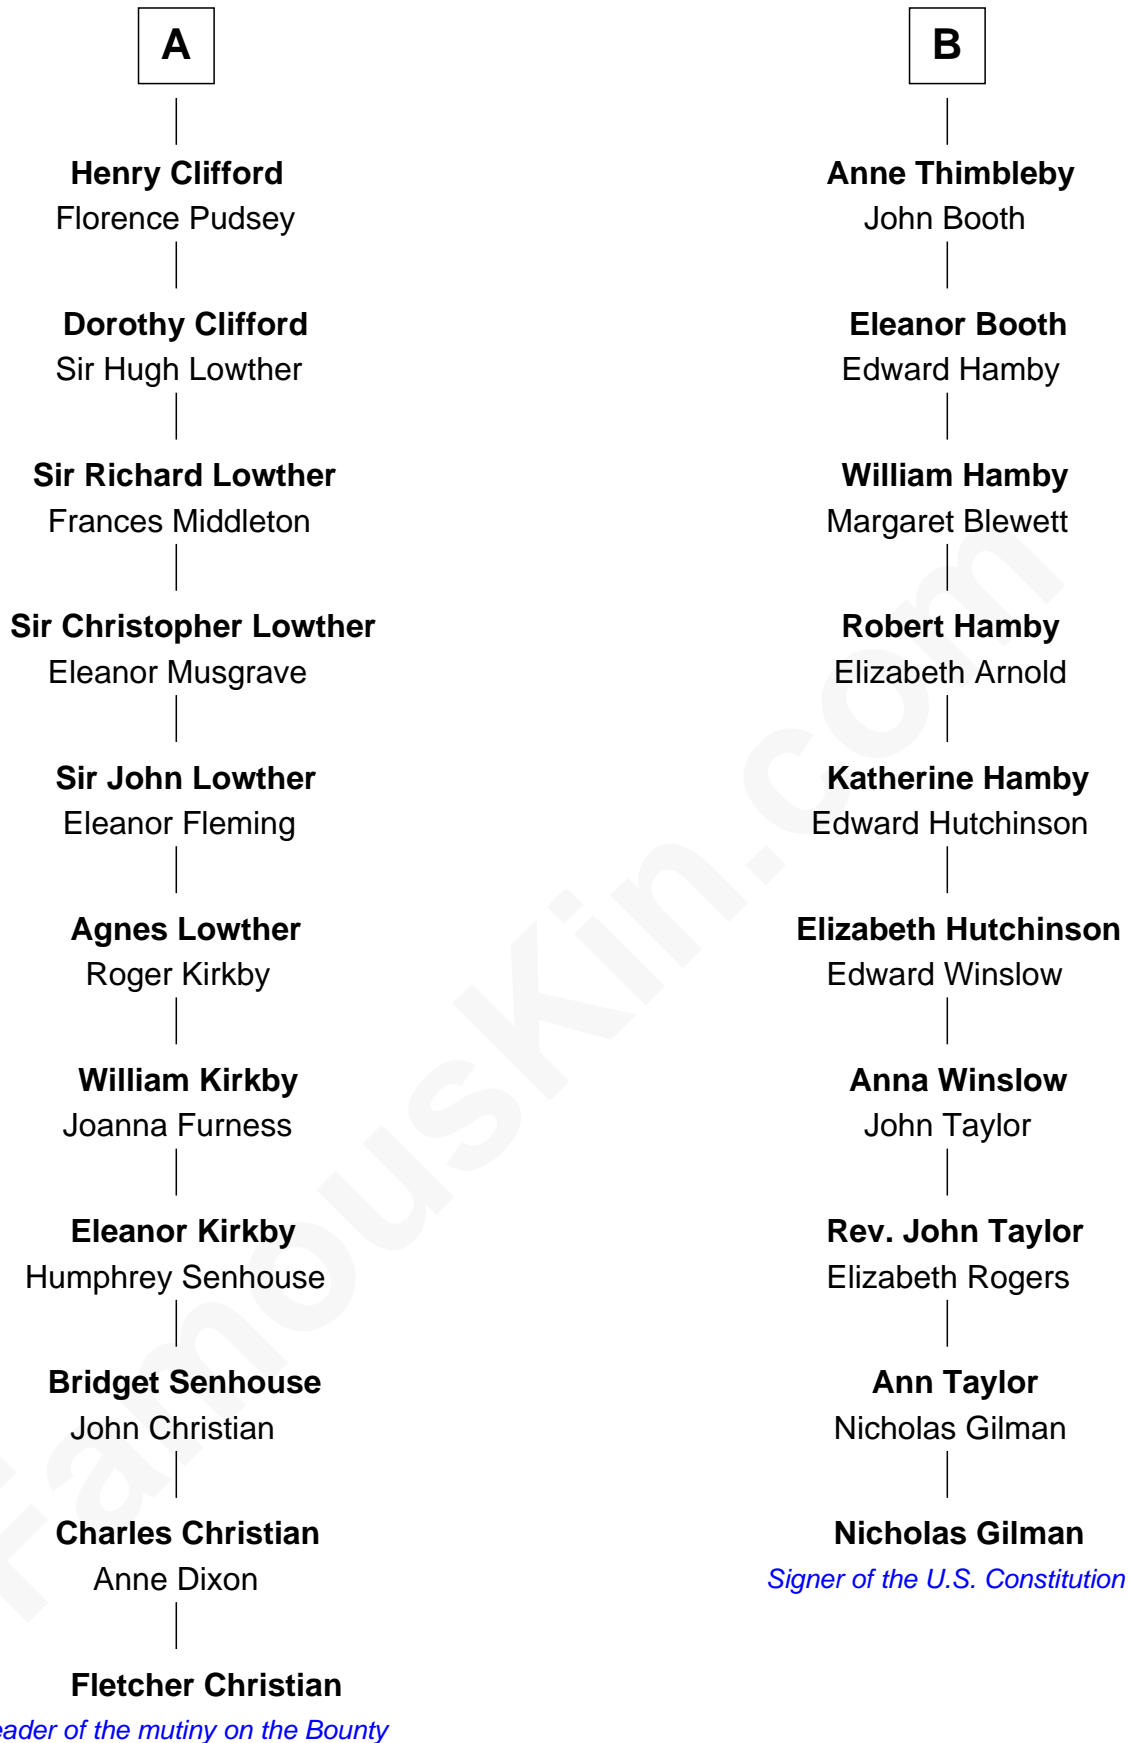 A
Henry Clifford
Florence Pudsey
Dorothy Clifford
Sir Hugh Lowther
Sir Richard Lowther
Frances Middleton
Sir Christopher Lowther
Eleanor Musgrave
Sir John Lowther
Eleanor Fleming
Agnes Lowther
Roger Kirkby
William Kirkby
Joanna Furness
Eleanor Kirkby
Humphrey Senhouse
Bridget Senhouse
John Christian
Charles Christian
Anne Dixon
Fletcher Christian
eader of the mutiny on the Bounty
B
Anne Thimbleby
John Booth
Eleanor Booth
Edward Hamby
William Hamby
Margaret Blewett
Robert Hamby
Elizabeth Arnold
Katherine Hamby
Edward Hutchinson
Elizabeth Hutchinson
Edward Winslow
Anna Winslow
John Taylor
Rev. John Taylor
Elizabeth Rogers
Ann Taylor
Nicholas Gilman
Nicholas Gilman
Signer of the U.S. Constitution
FamousKin.com